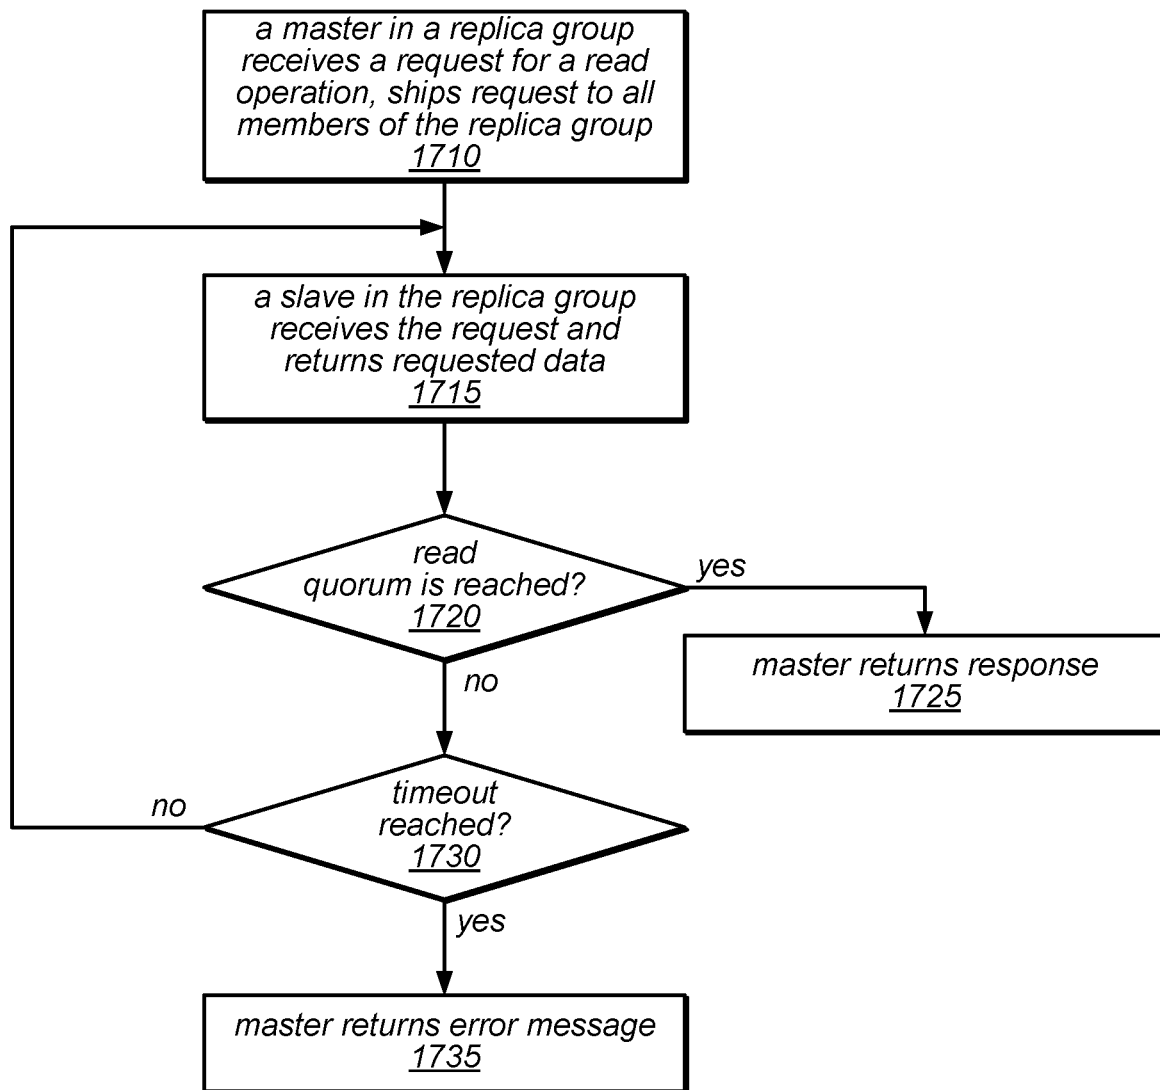 a master in a replica group
receives a request for a read
operation, ships request to all
members of the replica group
1710
a slave in the replica group
receives the request and
returns requested data
1715
read
quorum is reached?
1720
yes
master returns response
1725
no
timeout
reached?
1730
no
yes
master returns error message
1735